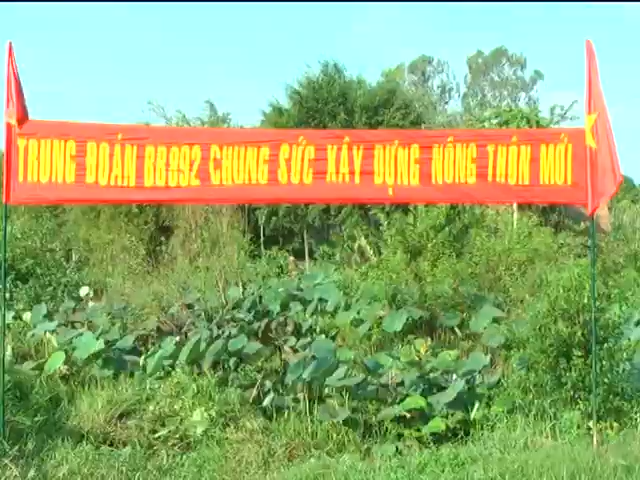 TRUNG ĐOÀN BB892 CHUNG SỨC XÂY DỰNG NÔNG THÔN MỚI